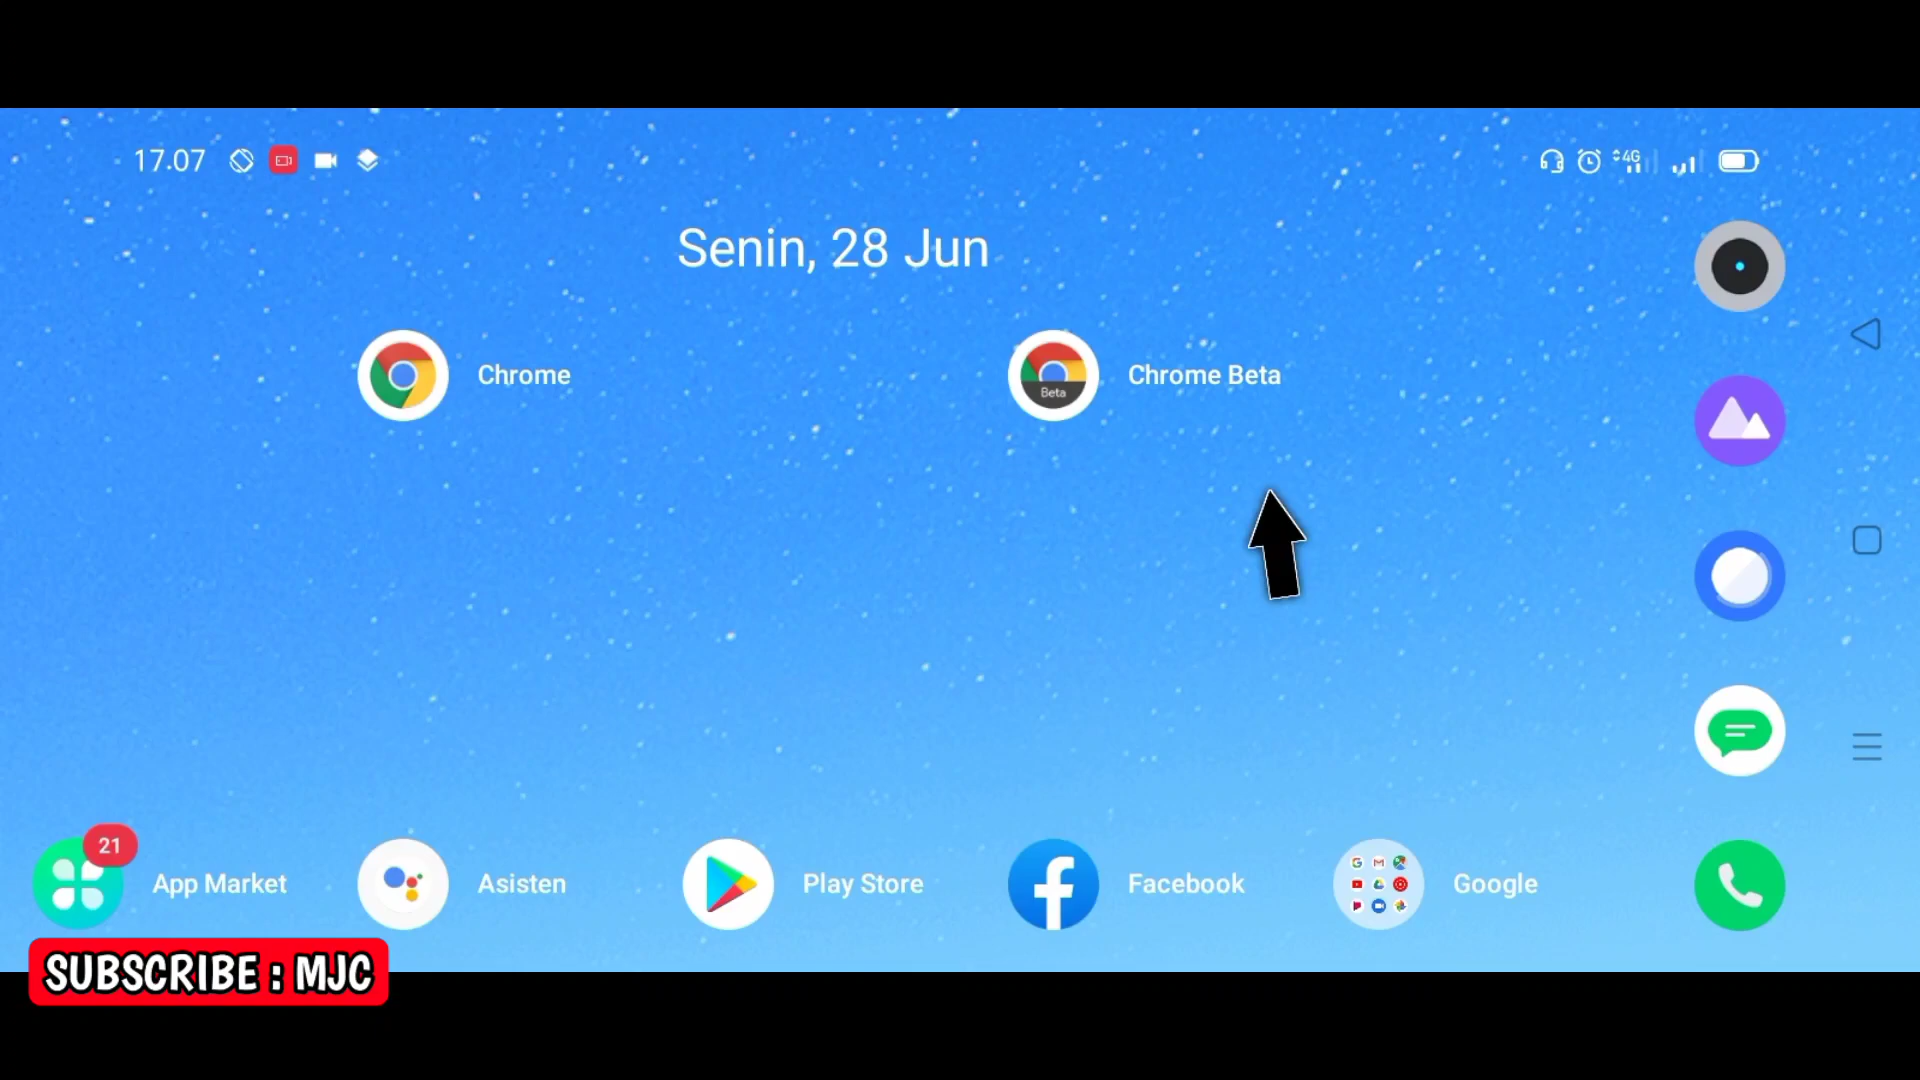 17.07
4G
Senin, 28 Jun
Chrome
Beta
Chrome Beta
21
App Market
Asisten
Play Store
Facebook
Google
SUBSCRIBE : MJC